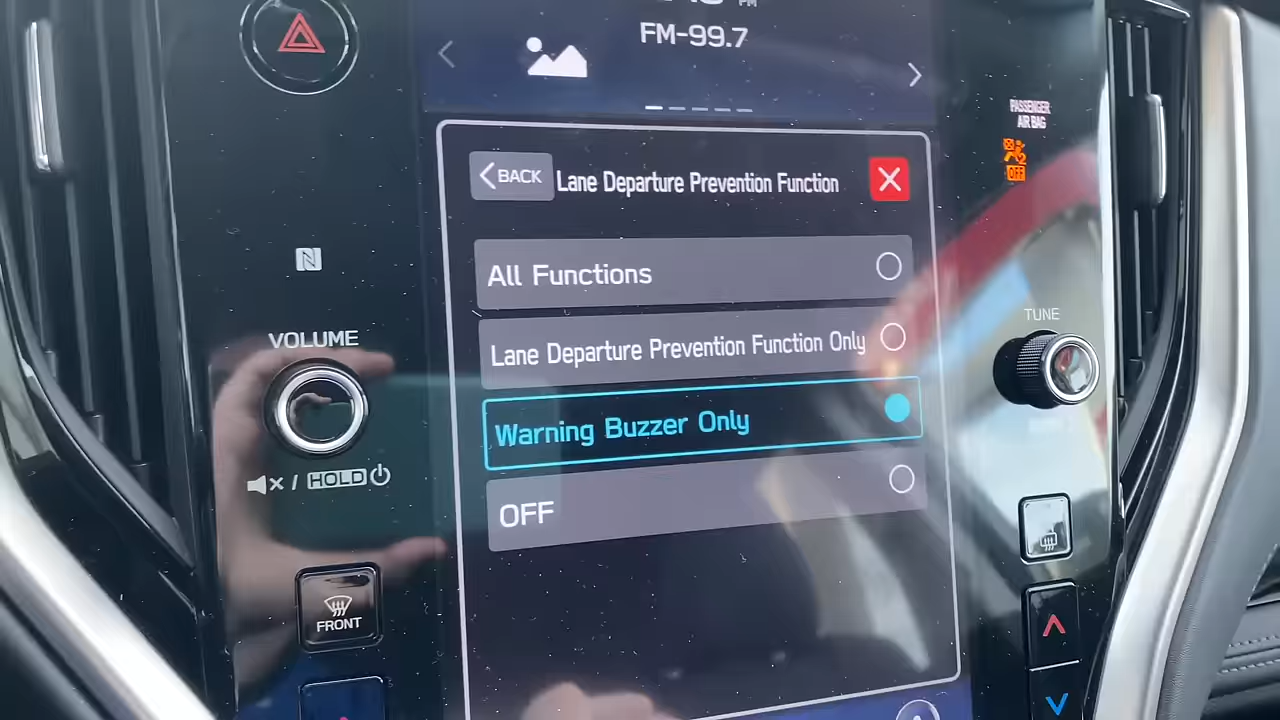 PM
FM-99.7
PASSENGER
AIR BAG
OFF
BACK
Lane Departure Prevention Function
All Functions
Lane Departure Prevention Function Only
Warning Buzzer Only
OFF
VOLUME
TUNE
/ HOLD
FRONT